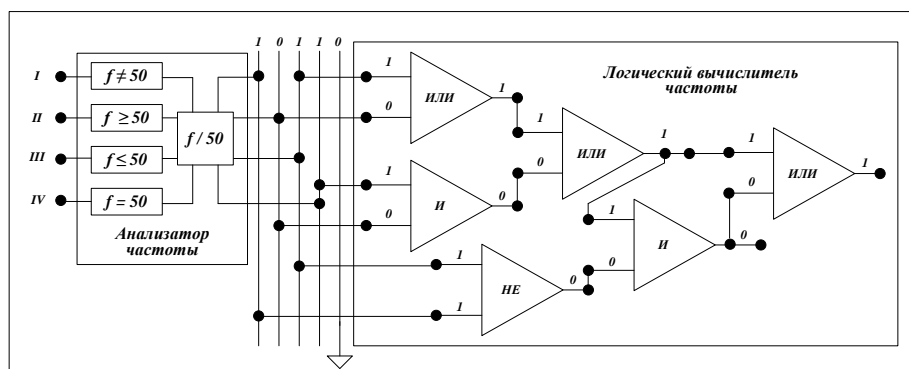 1 0 1 1 0
I
f ≠ 50
II
f ≥ 50
III
f ≤ 50
IV
f = 50
f / 50
Анализатор
частоты
Логический вычислитель
частоты
1
0
ИЛИ
1
1
0
И
0
1
1
НЕ
0
1
0
ИЛИ
1
1
0
И
0
1
0
ИЛИ
1